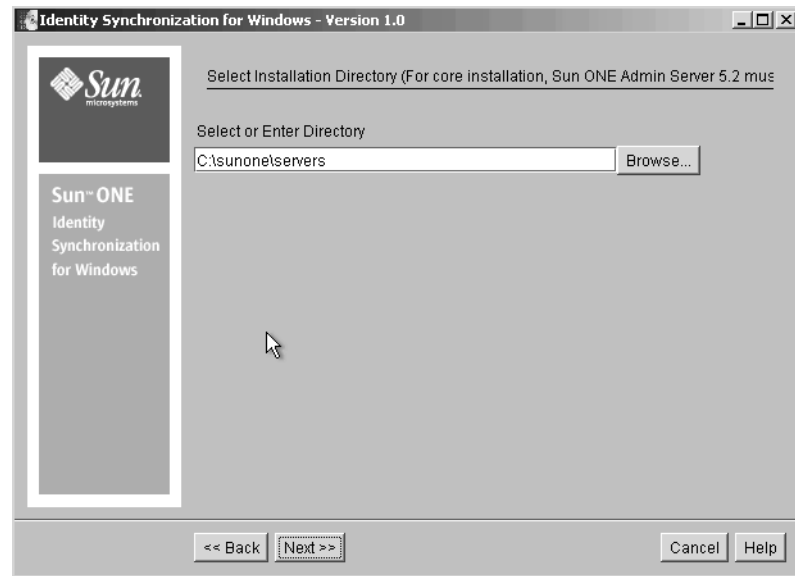 Identity Synchronization for Windows - Version 1.0
Sun
microsystems
Select Installation Directory (For core installation, Sun ONE Admin Server 5.2 mus
Select or Enter Directory
C:\sunone\servers
Browse...
Sun™ ONE
Identity
Synchronization
for Windows
<< Back
Next >>
Cancel
Help